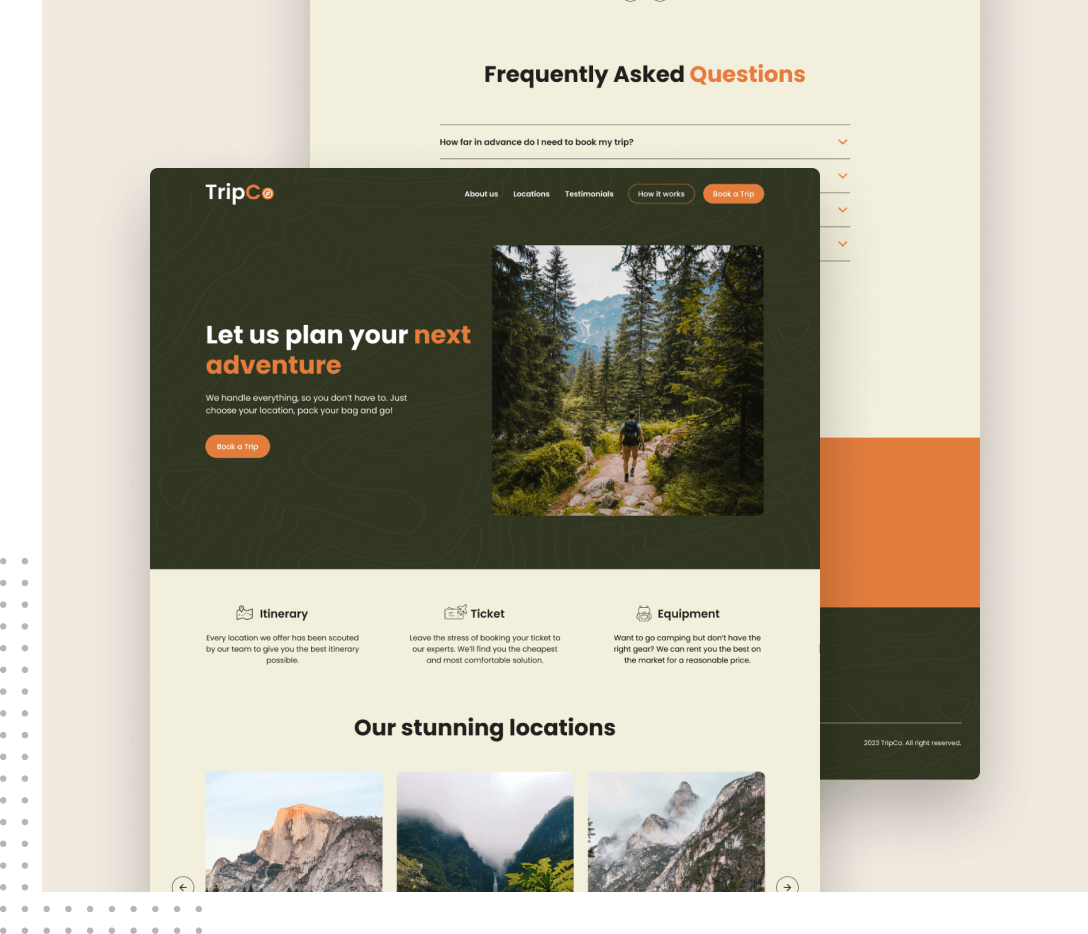 Frequently Asked Questions
How far in advance do I need to book my trip?
TripCo
About us
Locations
Testimonials
How it works
Book a Trip
Let us plan your next
adventure
We handle everything, so you don't have to. Just
choose your location, pack your bag and go!
Book a Trip
Itinerary
Every location we offer has been scouted
by our team to give you the best itinerary
possible.
Ticket
Leave the stress of booking your ticket to
our experts. We'll find you the cheapest
and most comfortable solution.
Equipment
Want to go camping but don't have the
right gear? We can rent you the best on
the market for a reasonable price.
Our stunning locations
2023 TripCo. All right reserved.